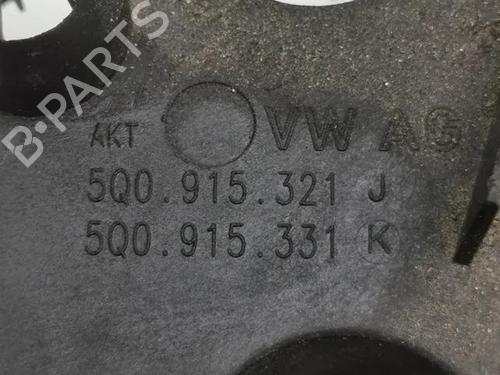 B-PARTS
AKT VW AG
5Q0.915.321 J
5Q0.915.331 K